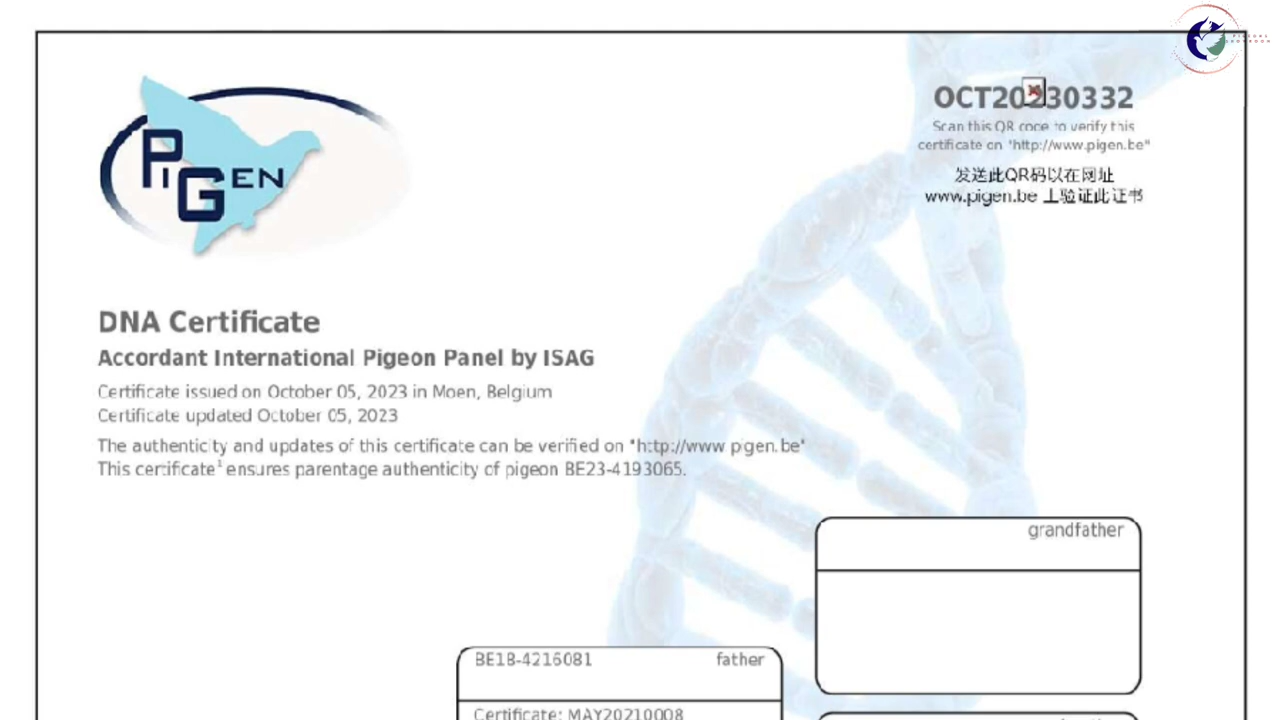 PiGEN
OCT20230332
Scan this QR code to verify this
certificate on "http://www.pigen.be"
发送此QR码以在网址
www.pigen.be 上验证此证书
DNA Certificate
Accordant International Pigeon Panel by ISAG
Certificate issued on October 05, 2023 in Moen, Belgium
Certificate updated October 05, 2023
The authenticity and updates of this certificate can be verified on "http://www.pigen.be"
This certificate¹ ensures parentage authenticity of pigeon BE23-4193065.
grandfather
BE18-4216081 father
Certificate: MAY20210008